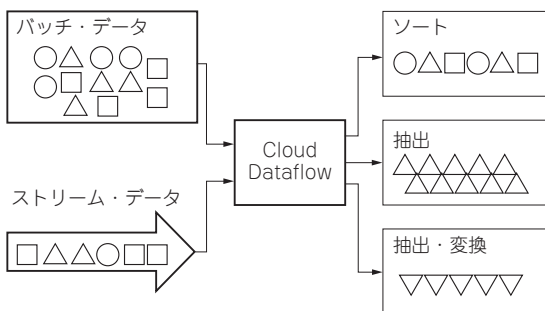 バッチ・データ
ストリーム・データ
Cloud
Dataflow
ソート
抽出
抽出・変換